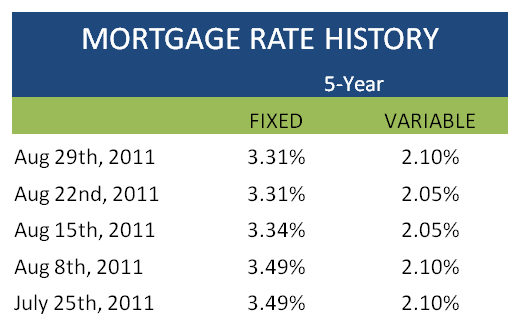 MORTGAGE RATE HISTORY
5-Year
FIXED VARIABLE
Aug 29th, 2011 3.31% 2.10%
Aug 22nd, 2011 3.31% 2.05%
Aug 15th, 2011 3.34% 2.05%
Aug 8th, 2011 3.49% 2.10%
July 25th, 2011 3.49% 2.10%